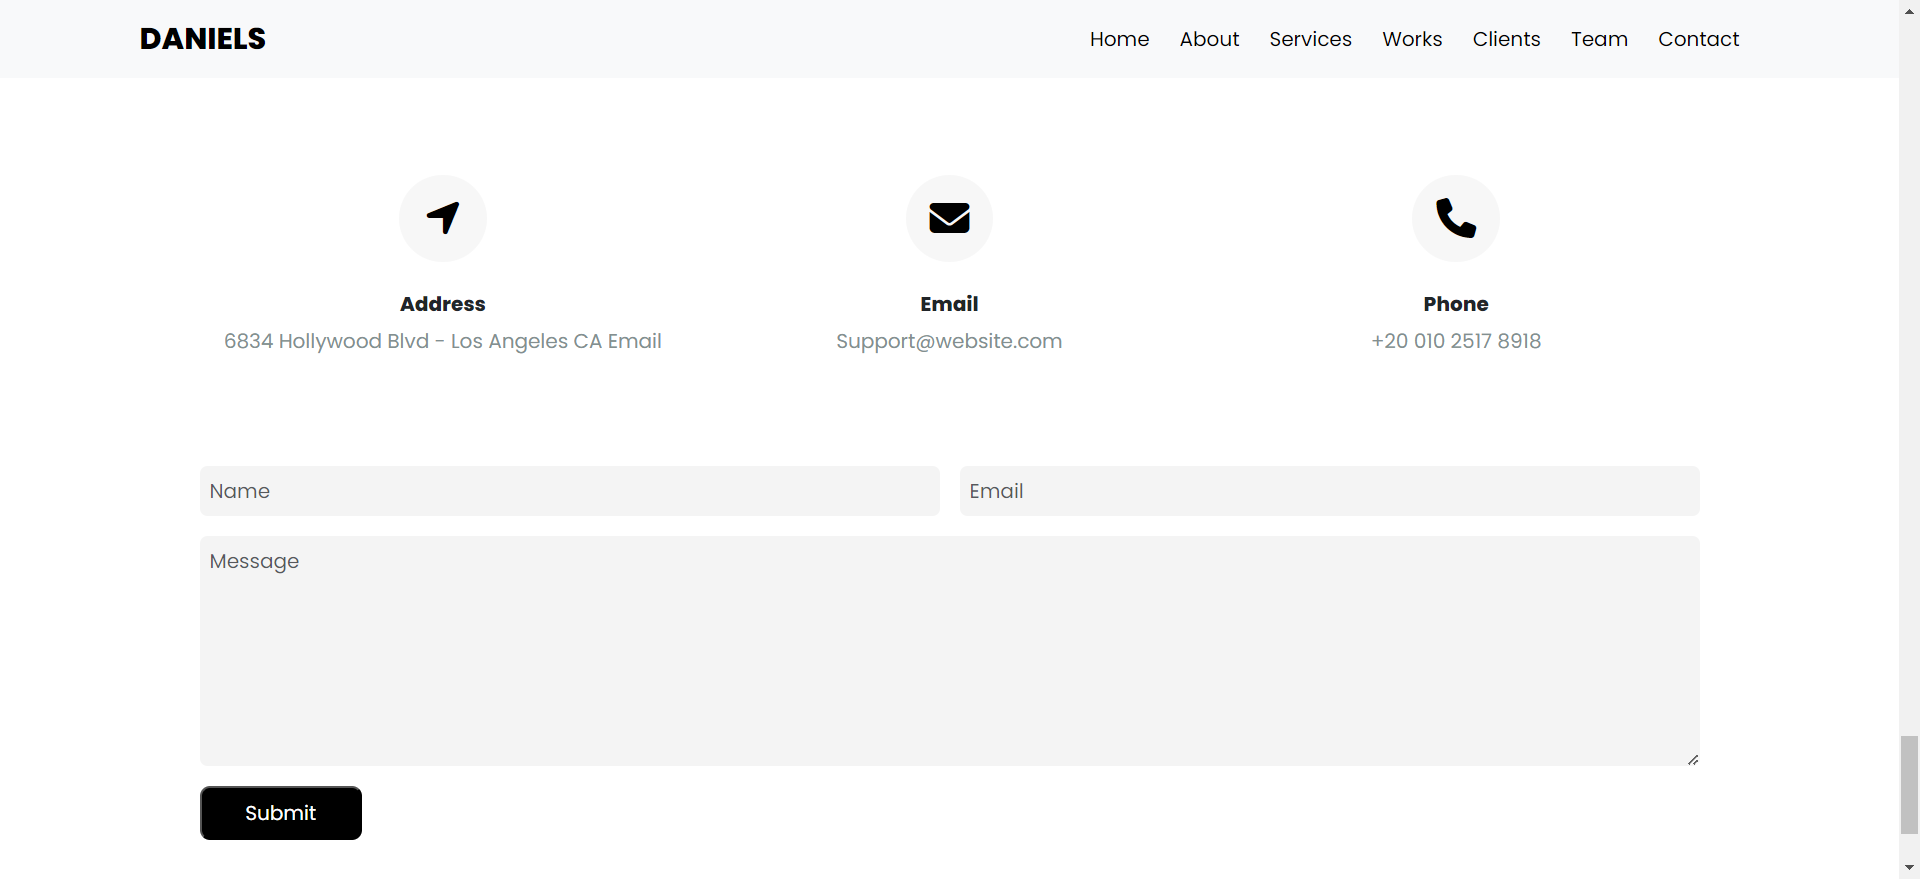 DANIELS
Home About Services Works Clients Team Contact
Address
6834 Hollywood Blvd - Los Angeles CA Email
Email
Support@website.com
Phone
+20 010 2517 8918
Name
Email
Message
Submit